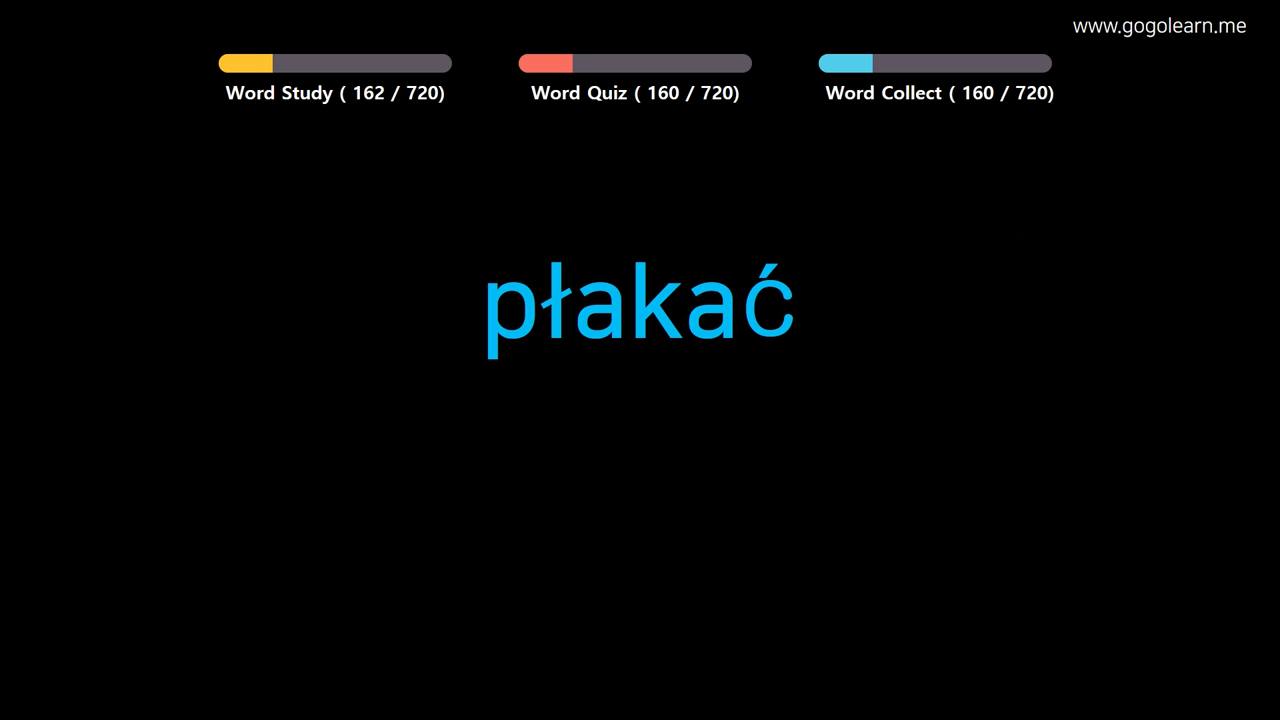 www.gogolearn.me
Word Study ( 162 / 720)
Word Quiz ( 160 / 720)
Word Collect ( 160 / 720)
płakać